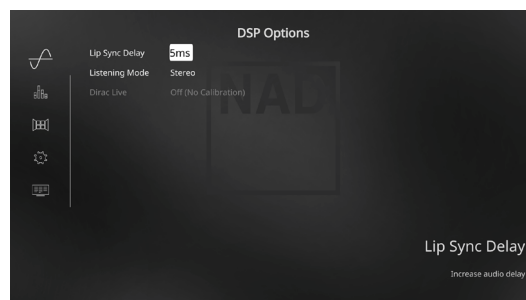 DSP Options
Lip Sync Delay 5ms
Listening Mode Stereo
Dirac Live Off (No Calibration)
NAD
Lip Sync Delay
Increase audio delay